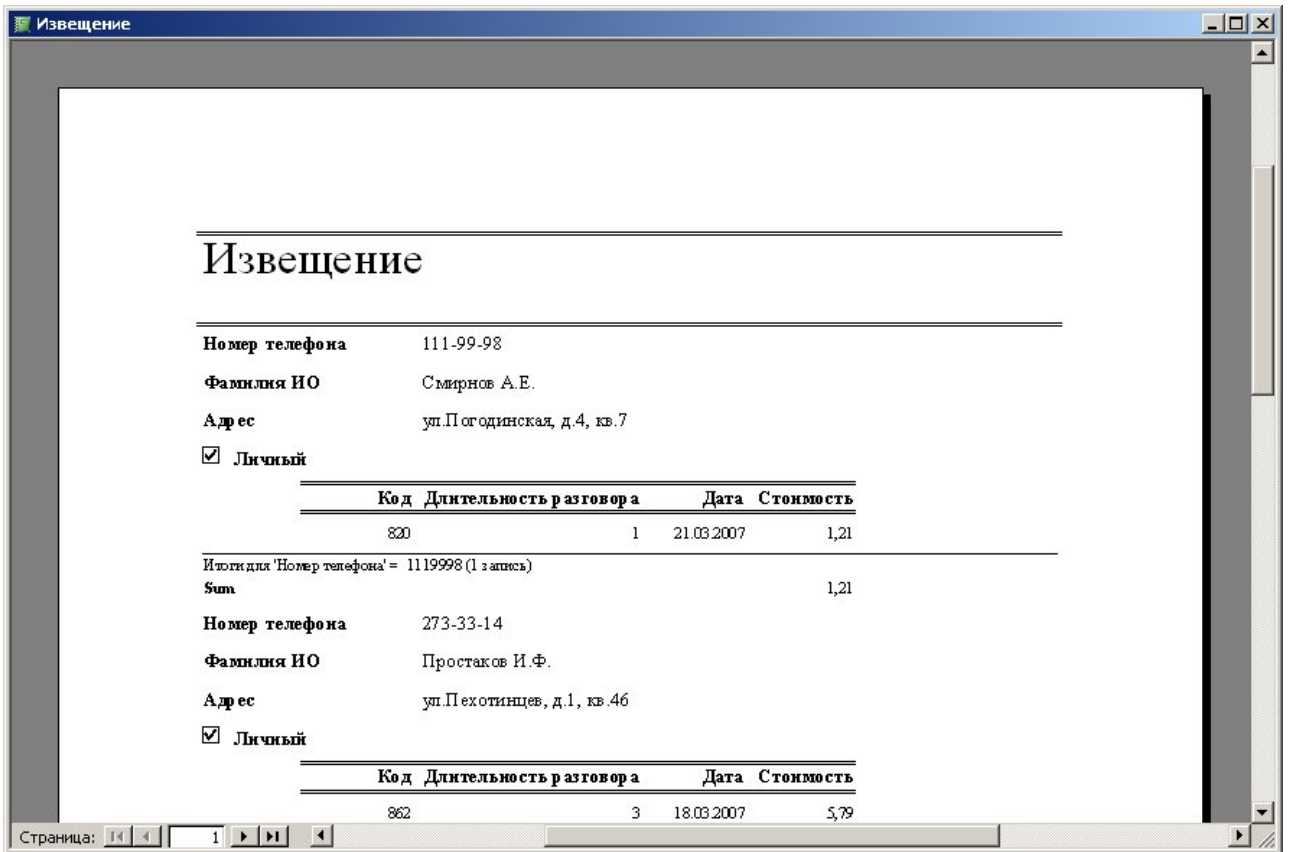 Извещение
Извещение
Номер телефона 111-99-98
Фамилия ИО Смирнов А.Е.
Адрес ул.Погодинская, д.4, кв.7
Личный
Код Длительность разговора Дата Стоимость
820 1 21.03.2007 1,21
Итоги для 'Номер телефона' = 1119998 (1 запись)
Sum 1,21
Номер телефона 273-33-14
Фамилия ИО Простаков И.Ф.
Адрес ул.Пехотинцев, д.1, кв.46
Личный
Код Длительность разговора Дата Стоимость
862 3 18.03.2007 5,79
Страница: 1